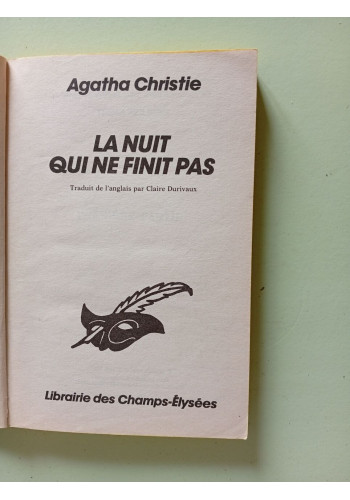 Agatha Christie
LA NUIT
QUI NE FINIT PAS
Traduit de l'anglais par Claire Durivaux
Librairie des Champs-Élysées